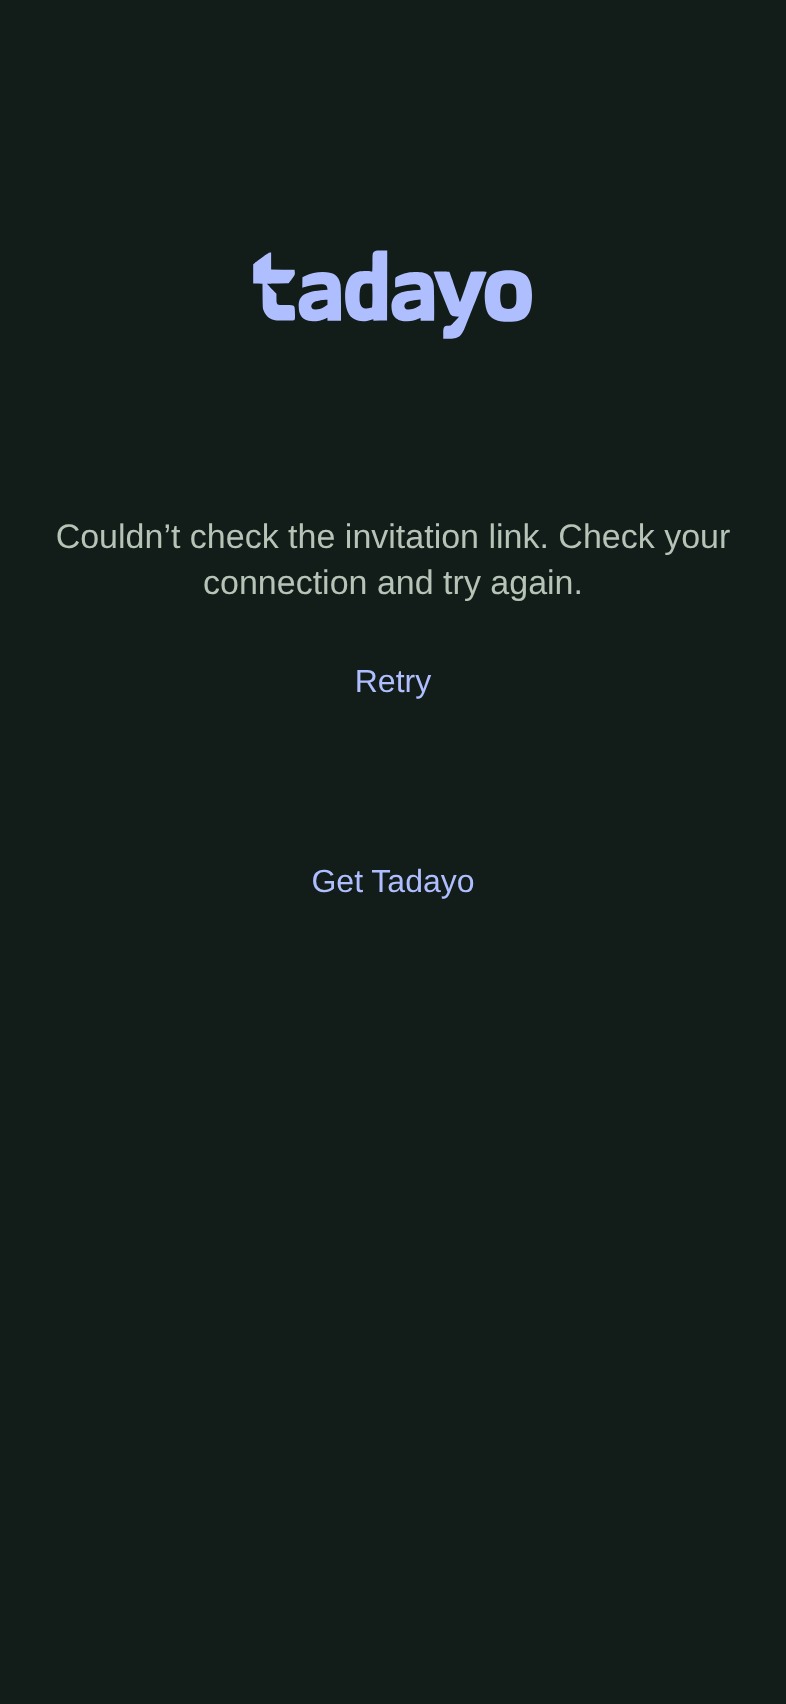 tadayo
Couldn’t check the invitation link. Check your
connection and try again.
Retry
Get Tadayo